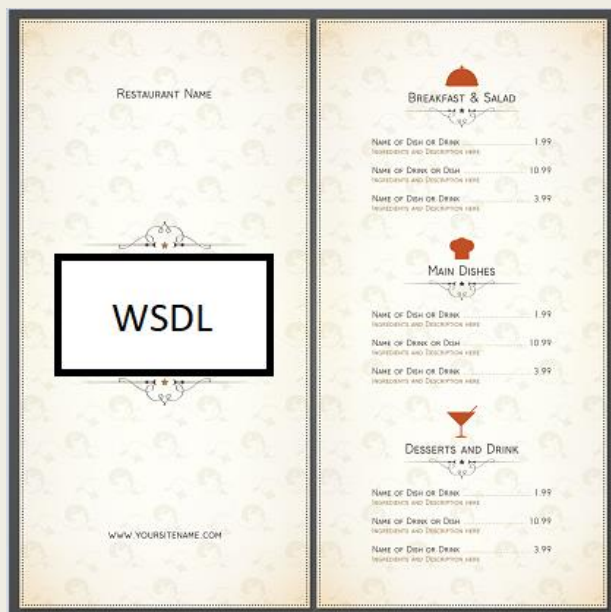 Restaurant Name
WSDL
www.yoursitename.com
Breakfast & Salad
Name of Dish or Drink 1.99
Ingredients and Description here
Name of Drink or Dish 10.99
Ingredients and Description here
Name of Dish or Drink 3.99
Ingredients and Description here
Main Dishes
Name of Dish or Drink 1.99
Ingredients and Description here
Name of Drink or Dish 10.99
Ingredients and Description here
Name of Dish or Drink 3.99
Ingredients and Description here
Desserts and Drink
Name of Dish or Drink 1.99
Ingredients and Description here
Name of Drink or Dish 10.99
Ingredients and Description here
Name of Dish or Drink 3.99
Ingredients and Description here